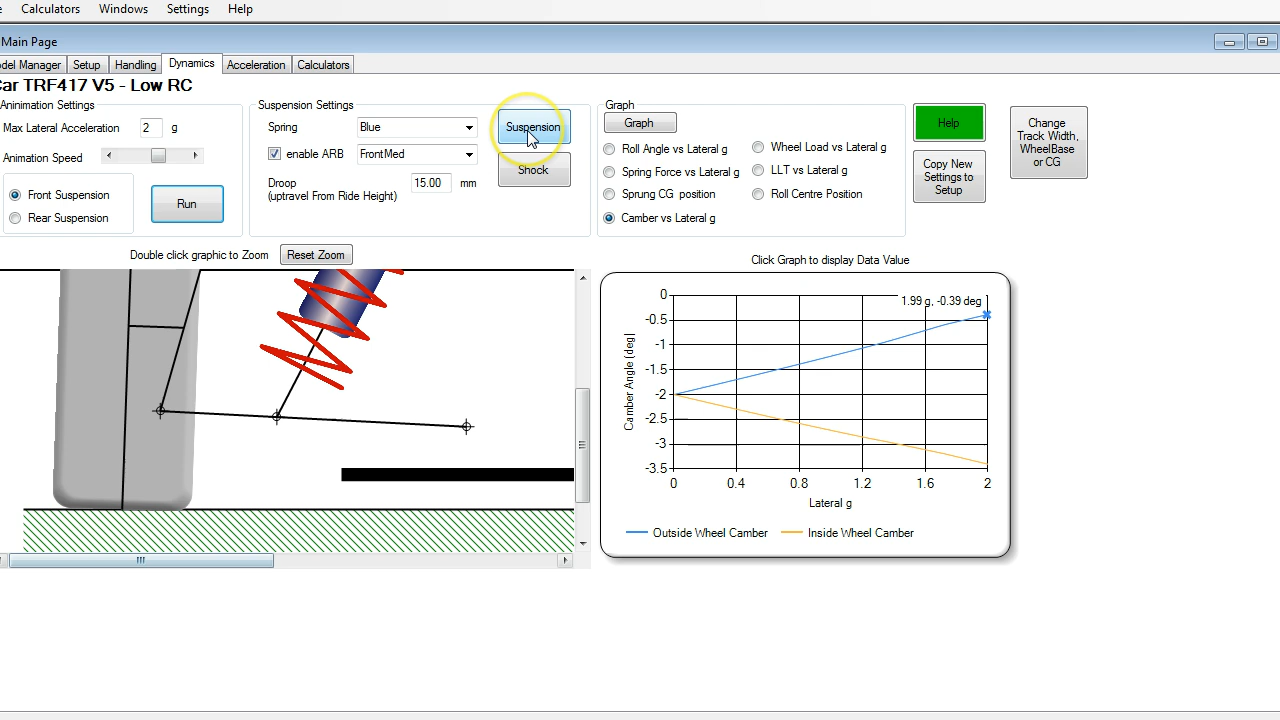 Calculators Windows Settings Help
Main Page
Setup Handling Dynamics Acceleration Calculators
TRF417 V5 - Low RC
Aninimation Settings
Max Lateral Acceleration 2 g
Animation Speed
Front Suspension
Rear Suspension
Run
Suspension Settings
Spring Blue
enable ARB FrontMed
Droop 15.00 mm
(uptravel From Ride Height)
Suspension
Shock
Graph
Graph
Roll Angle vs Lateral g
Spring Force vs Lateral g
Sprung CG position
Camber vs Lateral g
Wheel Load vs Lateral g
LLT vs Lateral g
Roll Centre Position
Help
Copy New
Settings to
Setup
Change
Track Width,
WheelBase
or CG
Double click graphic to Zoom Reset Zoom
Click Graph to display Data Value
1.99 g, -0.39 deg
Camber Angle (deg)
0
-0.5
-1
-1.5
-2
-2.5
-3
-3.5
0 0.4 0.8 1.2 1.6 2
Lateral g
Outside Wheel Camber Inside Wheel Camber